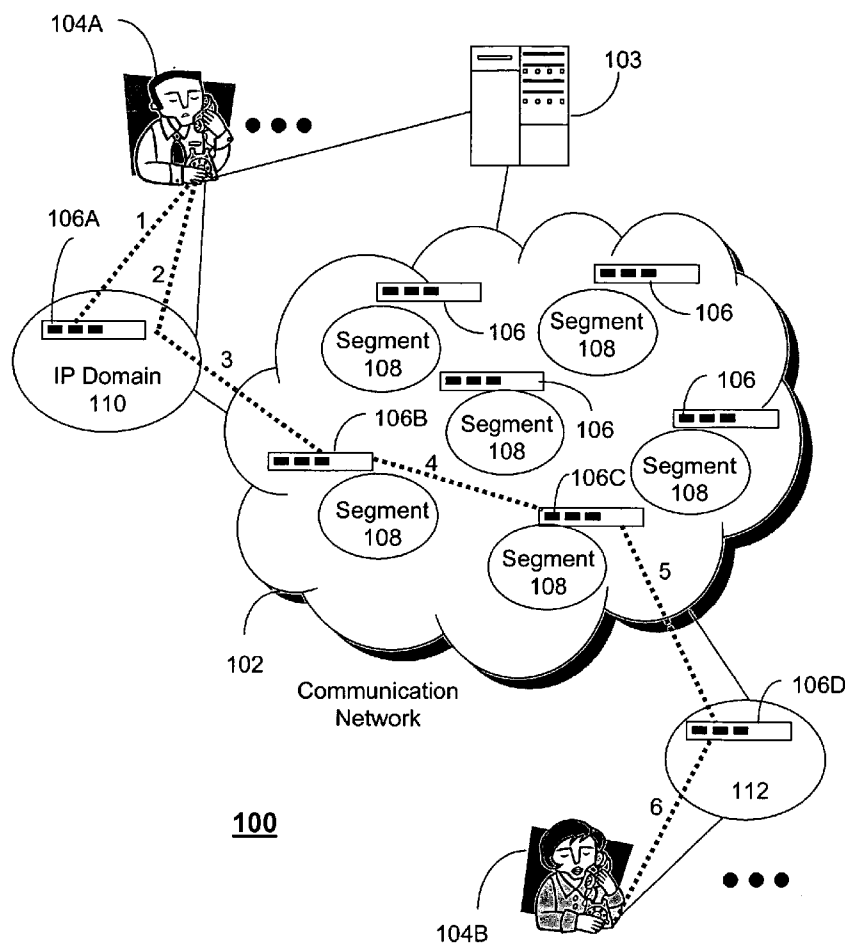 104A
103
106A
1
2
IP Domain
110
3
106
Segment
108
106
Segment
108
106
Segment
108
106
Segment
108
106B
Segment
108
4
106C
Segment
108
5
102
Communication
Network
106D
112
6
100
104B